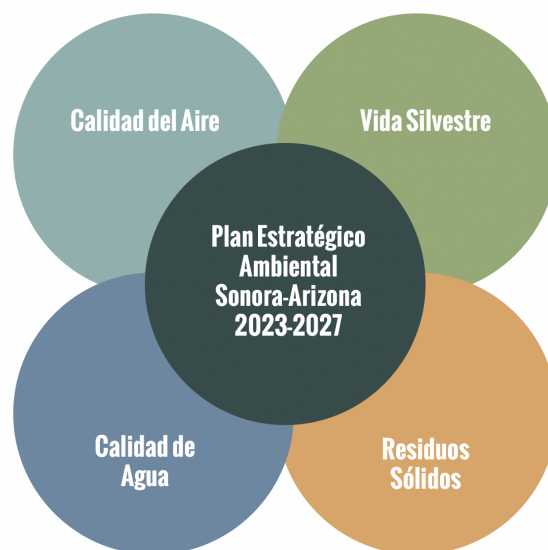 Calidad del Aire
Vida Silvestre
Plan Estratégico
Ambiental
Sonora-Arizona
2023-2027
Calidad de
Agua
Residuos
Sólidos